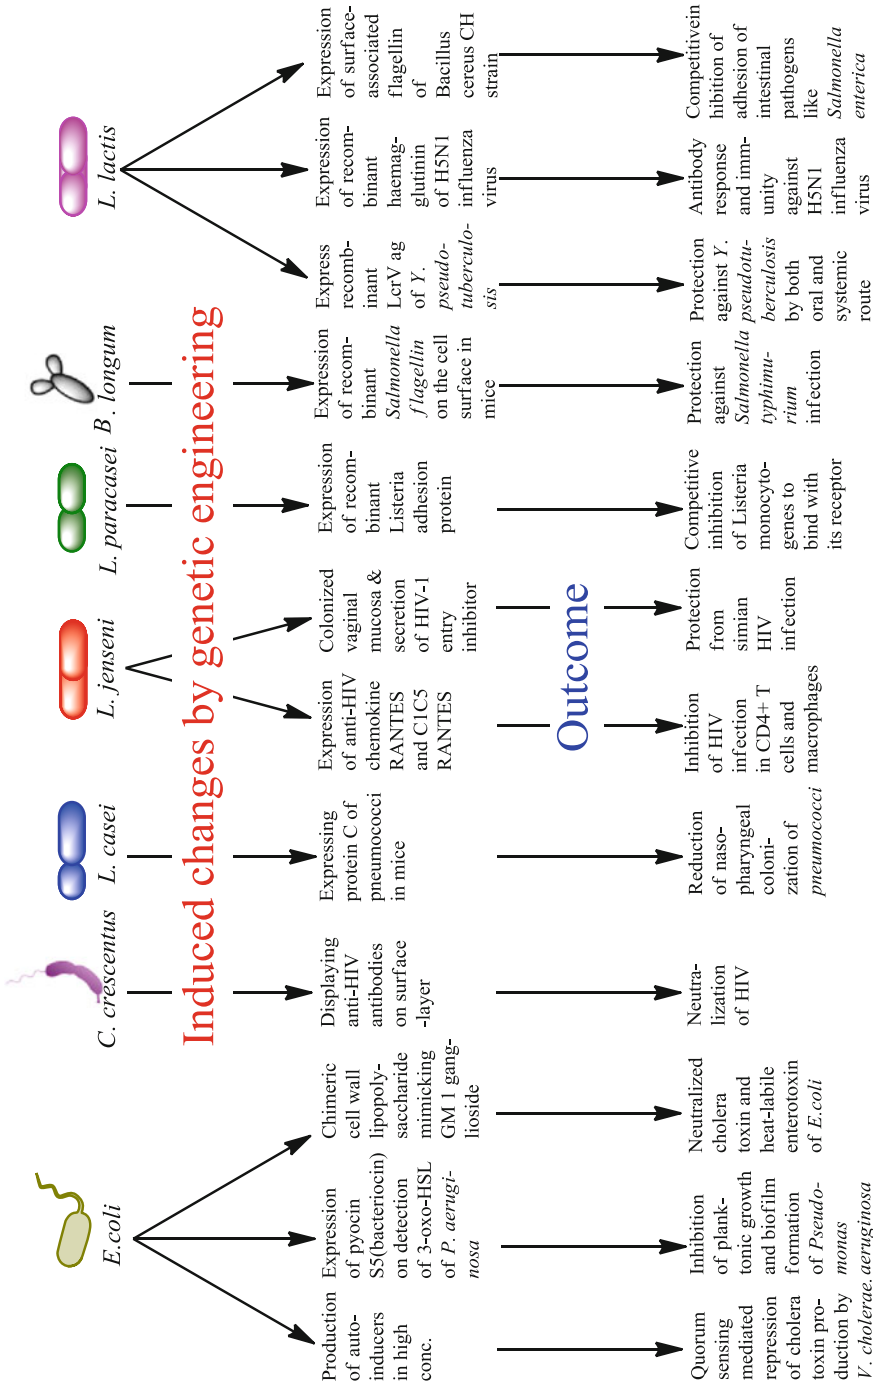 E.coli
C. crescentus
L. casei
L. jenseni
L. paracasei
B. longum
L. lactis
Induced changes by genetic engineering
Production
of auto-
inducers
in high
conc.
Expression
of pyocin
S5(bacteriocin)
on detection
of 3-oxo-HSL
of P. aerugi-
nosa
Chimeric
cell wall
lipopoly-
saccharide
mimicking
GM 1 gang-
lioside
Displaying
anti-HIV
antibodies
on surface
-layer
Expressing
protein C of
pneumococci
in mice
Expression
of anti-HIV
chemokine
RANTES
and C1C5
RANTES
Colonized
vaginal
mucosa &
secretion
of HIV-1
entry
inhibitor
Expression
of recom-
binant
Listeria
adhesion
protein
Expression
of recom-
binant
Salmonella
flagellin
on the cell
surface in
mice
Express
recomb-
inant
LcrV ag
of Y.
pseudo-
tuberculo-
sis
Expression
of recom-
binant
haemag-
glutinin
of H5N1
influenza
virus
Expression
of surface-
associated
flagellin
of
Bacillus
cereus CH
strain
Outcome
Quorum
sensing
mediated
repression
of cholera
toxin pro-
duction by
V. cholerae.
Inhibition
of plank-
tonic growth
and biofilm
formation
of Pseudo-
monas
aeruginosa
Neutralized
cholera
toxin and
heat-labile
enterotoxin
of E.coli
Neutra-
lization
of HIV
Reduction
of naso-
pharyngeal
coloni-
zation of
pneumococci
Inhibition
of HIV
infection
in CD4+ T
cells and
macrophages
Protection
from
simian
HIV
infection
Competitive
inhibition
of Listeria
monocyto-
genes to
bind with
its receptor
Protection
against
Salmonella
typhimu-
rium
infection
Protection
against Y.
pseudotu-
berculosis
by both
oral and
systemic
route
Antibody
response
and imm-
unity
against
H5N1
influenza
virus
Competitivein
hibition of
adhesion of
intestinal
pathogens
like
Salmonella
enterica